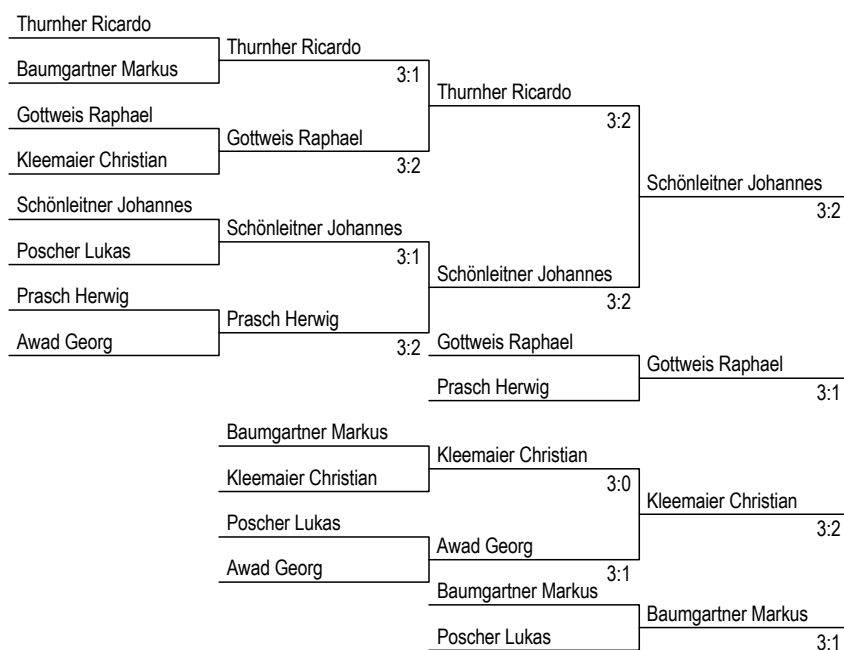 Thurnher Ricardo
Thurnher Ricardo
Baumgartner Markus
3:1
Thurnher Ricardo
Gottweis Raphael
3:2
Gottweis Raphael
Kleemaier Christian
3:2
Schönleitner Johannes
Schönleitner Johannes
3:2
Schönleitner Johannes
Poscher Lukas
3:1
Schönleitner Johannes
Prasch Herwig
3:2
Prasch Herwig
Awad Georg
3:2
Gottweis Raphael
Gottweis Raphael
Prasch Herwig
3:1
Baumgartner Markus
Kleemaier Christian
Kleemaier Christian
3:0
Kleemaier Christian
Poscher Lukas
3:2
Awad Georg
Awad Georg
3:1
Baumgartner Markus
Baumgartner Markus
Poscher Lukas
3:1